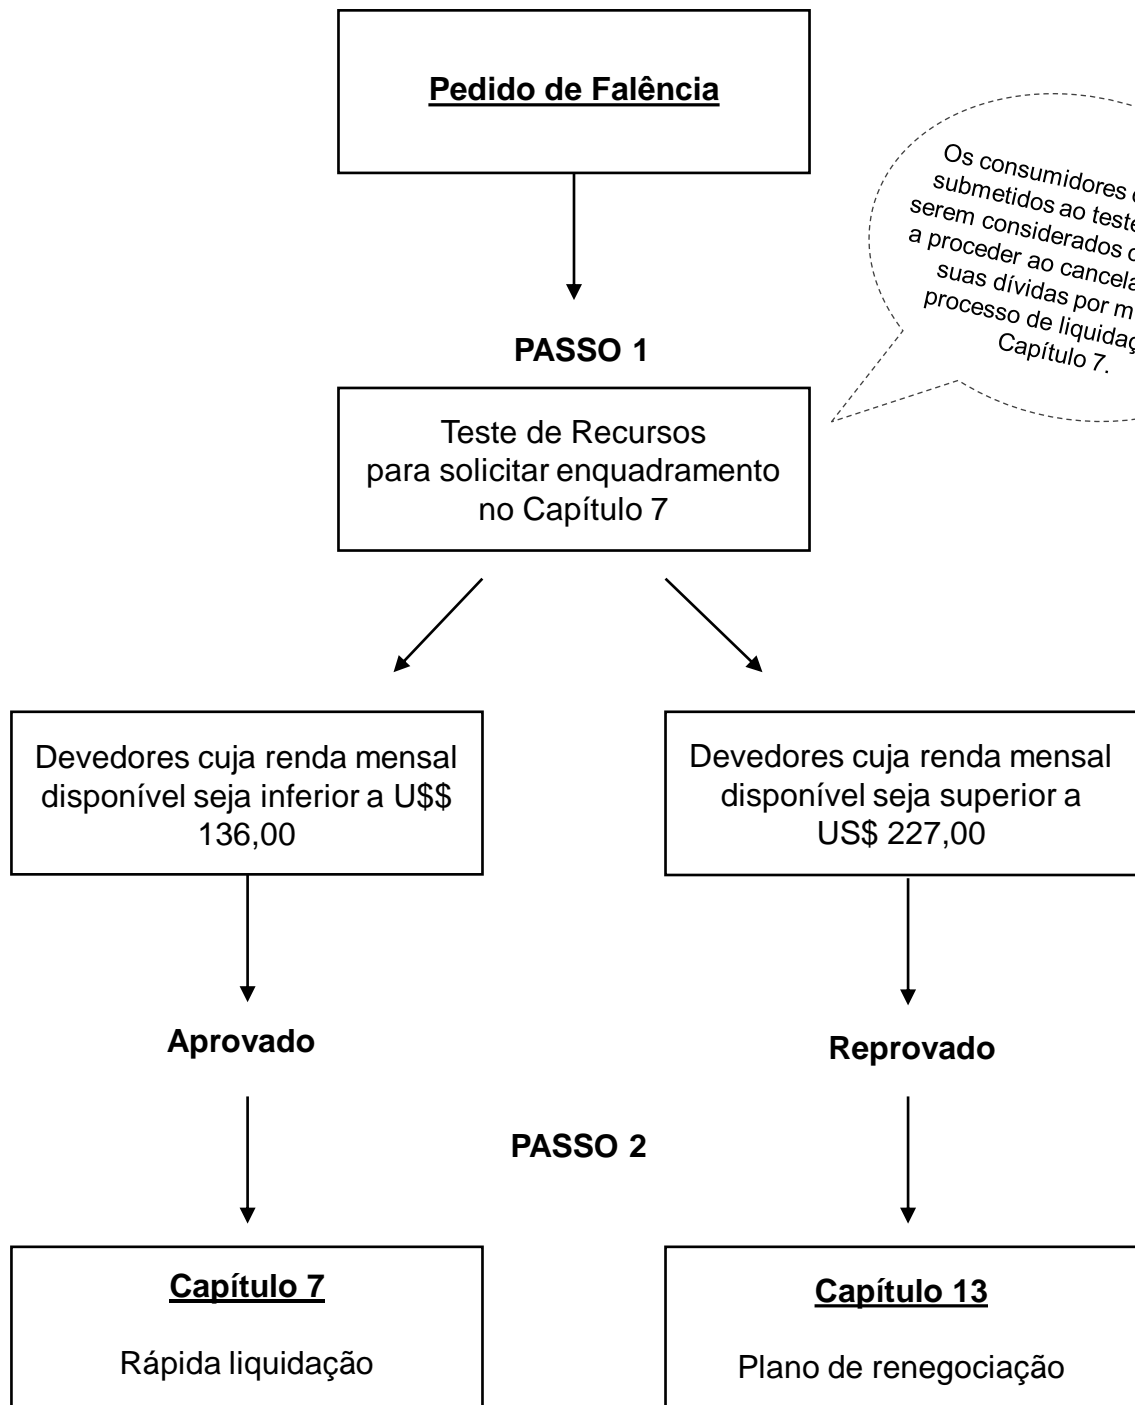 Pedido de Falência
Os consumidores
submetidos ao teste
serem considerados
a proceder ao
suas dívidas por
processo de
Capítulo 7.
PASSO 1
Teste de Recursos
para solicitar enquadramento
no Capítulo 7
Devedores cuja renda mensal
disponível seja inferior a U$$
136,00
Devedores cuja renda mensal
disponível seja superior a
US$ 227,00
Aprovado
Reprovado
PASSO 2
Capítulo 7
Rápida liquidação
Capítulo 13
Plano de renegociação